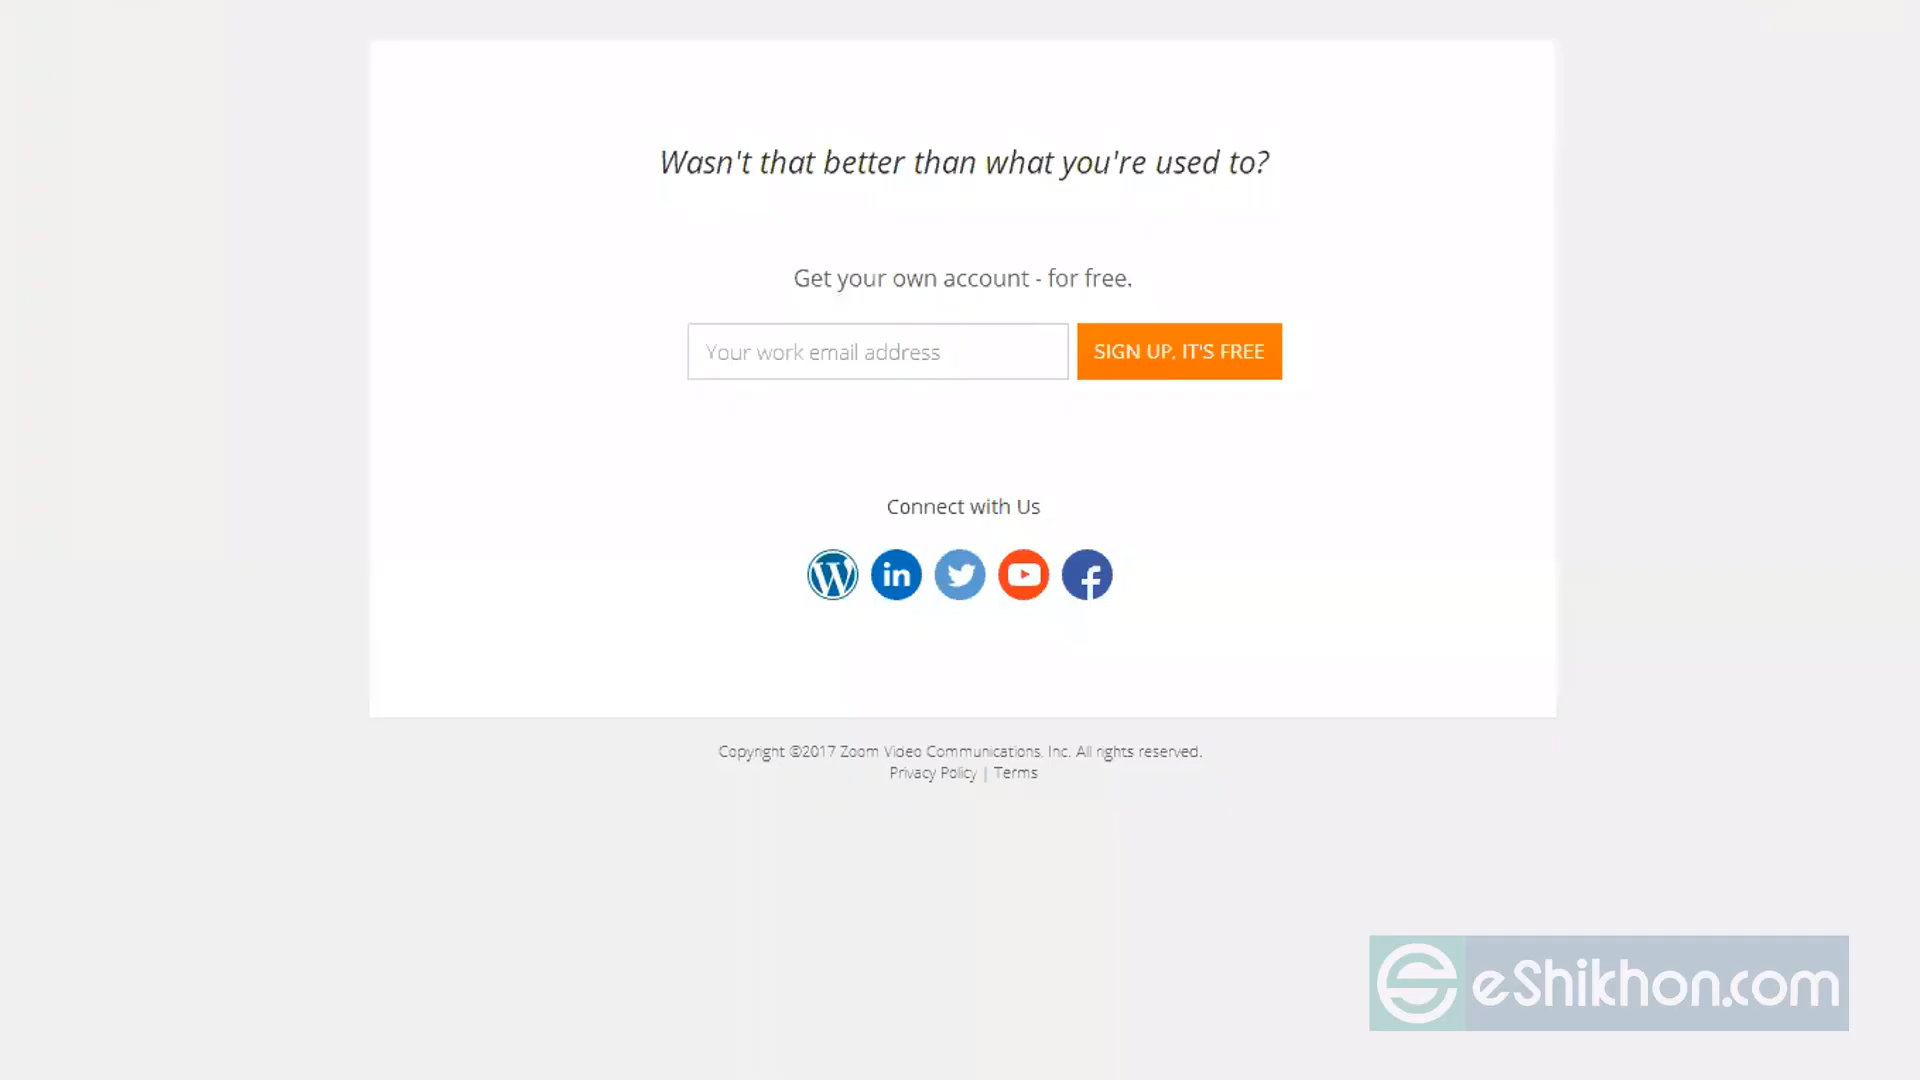 Wasn't that better than what you're used to?
Get your own account - for free.
Your work email address
SIGN UP, IT'S FREE
Connect with Us
Copyright ©2017 Zoom Video Communications, Inc. All rights reserved.
Privacy Policy | Terms
eShikhon.com